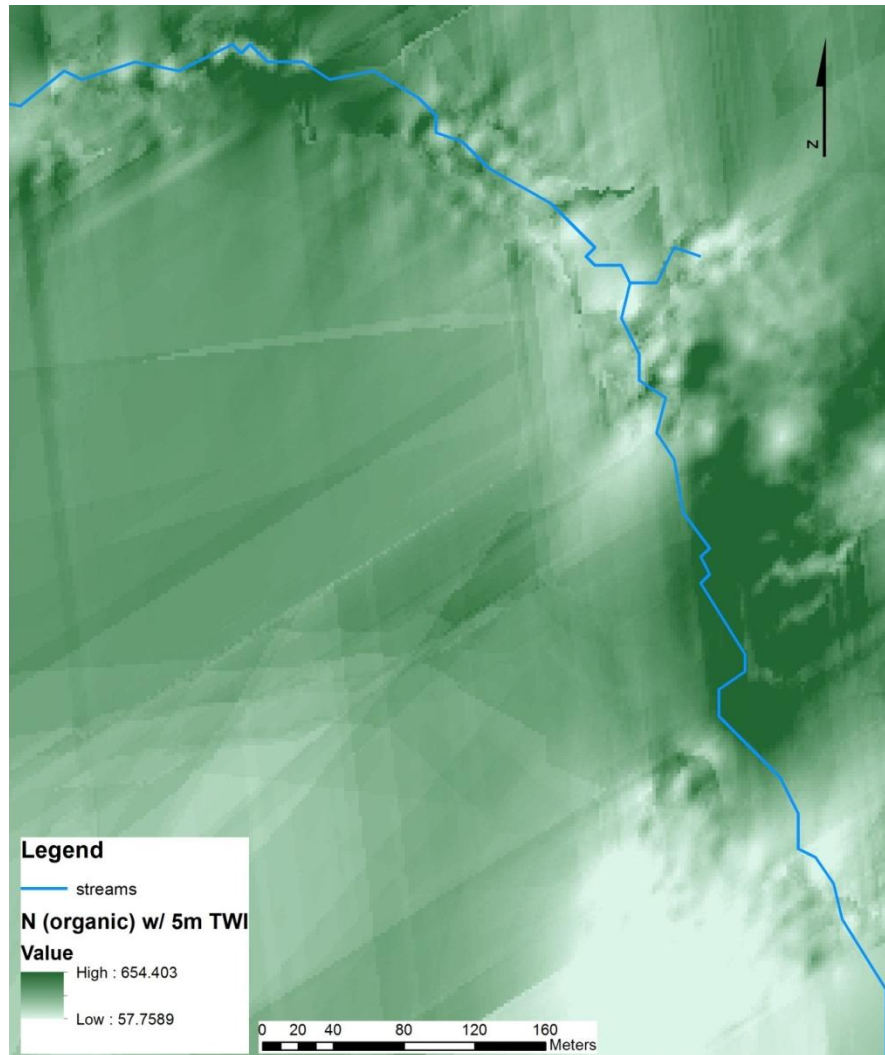 N
Legend
streams
N (organic) w/ 5m TWI
Value
High : 654.403
Low : 57.7589
0 20 40 80 120 160
Meters